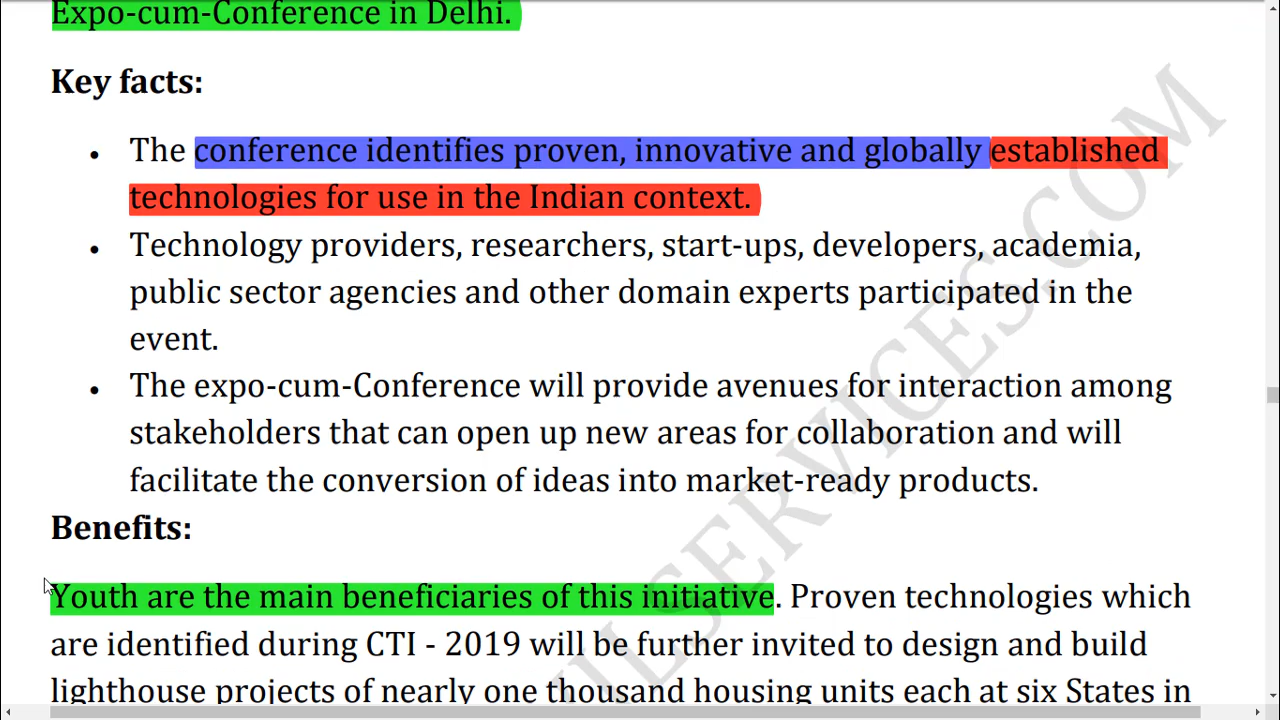 Expo-cum-Conference in Delhi.
Key facts:
• The conference identifies proven, innovative and globally established
technologies for use in the Indian context.
• Technology providers, researchers, start-ups, developers, academia,
public sector agencies and other domain experts participated in the
event.
• The expo-cum-Conference will provide avenues for interaction among
stakeholders that can open up new areas for collaboration and will
facilitate the conversion of ideas into market-ready products.
Benefits:
Youth are the main beneficiaries of this initiative. Proven technologies which
are identified during CTI - 2019 will be further invited to design and build
lighthouse projects of nearly one thousand housing units each at six States in